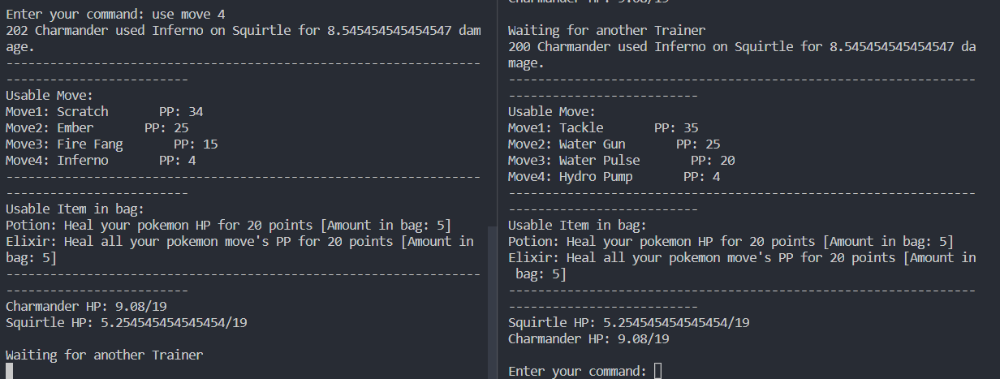 Enter your command: use move 4
202 Charmander used Inferno on Squirtle for 8.545454545454547 dam
age.
-----------------------------------------------------------------
-------------------------
Usable Move:
Move1: Scratch       PP: 34
Move2: Ember       PP: 25
Move3: Fire Fang       PP: 15
Move4: Inferno       PP: 4
-----------------------------------------------------------------
-------------------------
Usable Item in bag:
Potion: Heal your pokemon HP for 20 points [Amount in bag: 5]
Elixir: Heal all your pokemon move's PP for 20 points [Amount in
bag: 5]
-----------------------------------------------------------------
-------------------------
Charmander HP: 9.08/19
Squirtle HP: 5.254545454545454/19
Waiting for another Trainer
Charmander HP: 9.08/19
Waiting for another Trainer
200 Charmander used Inferno on Squirtle for 8.545454545454547 da
mage.
----------------------------------------------------------------
--------------------------
Usable Move:
Move1: Tackle       PP: 35
Move2: Water Gun       PP: 25
Move3: Water Pulse       PP: 20
Move4: Hydro Pump       PP: 4
----------------------------------------------------------------
--------------------------
Usable Item in bag:
Potion: Heal your pokemon HP for 20 points [Amount in bag: 5]
Elixir: Heal all your pokemon move's PP for 20 points [Amount in
 bag: 5]
----------------------------------------------------------------
--------------------------
Squirtle HP: 5.254545454545454/19
Charmander HP: 9.08/19
Enter your command: